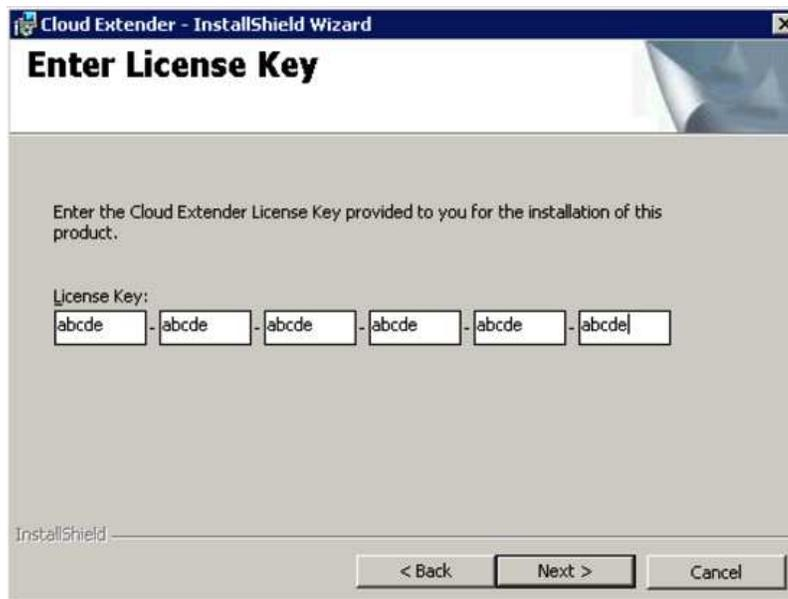 Cloud Extender - InstallShield Wizard
Enter License Key
Enter the Cloud Extender License Key provided to you for the installation of this
product.
License Key:
abcde - abcde - abcde - abcde - abcde - abcde
InstallShield
< Back Next > Cancel